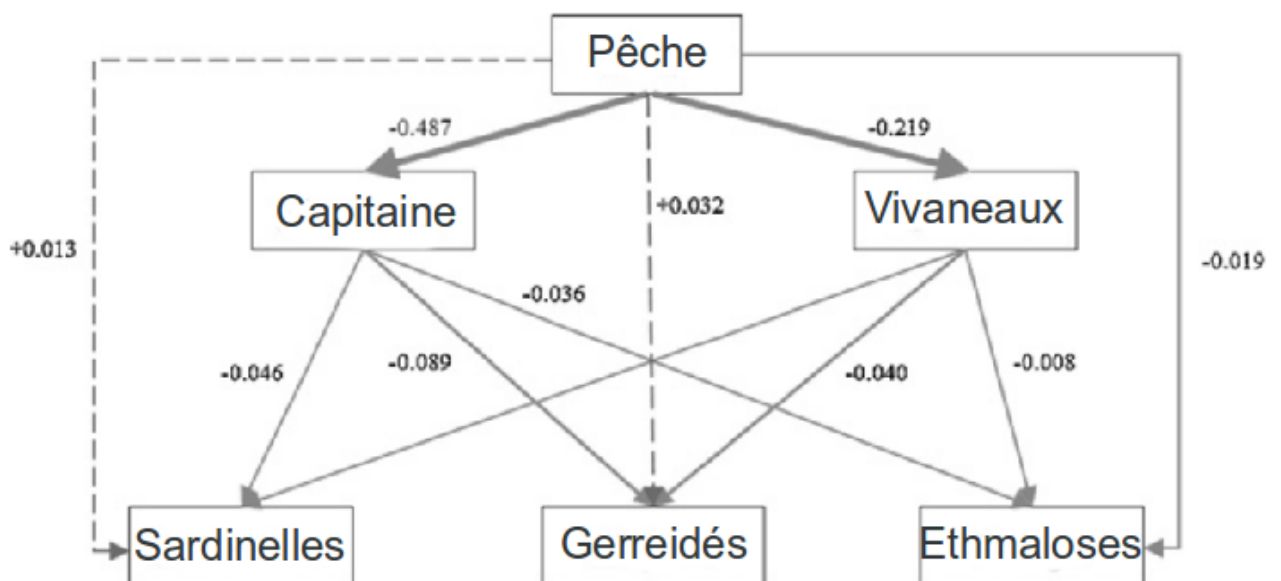 Pêche
-0.487
-0.219
Capitaine
Vivaneaux
+0.032
+0.013
-0.019
-0.036
-0.046
-0.089
-0.040
-0.008
Sardinelles
Gerreidés
Ethmaloses